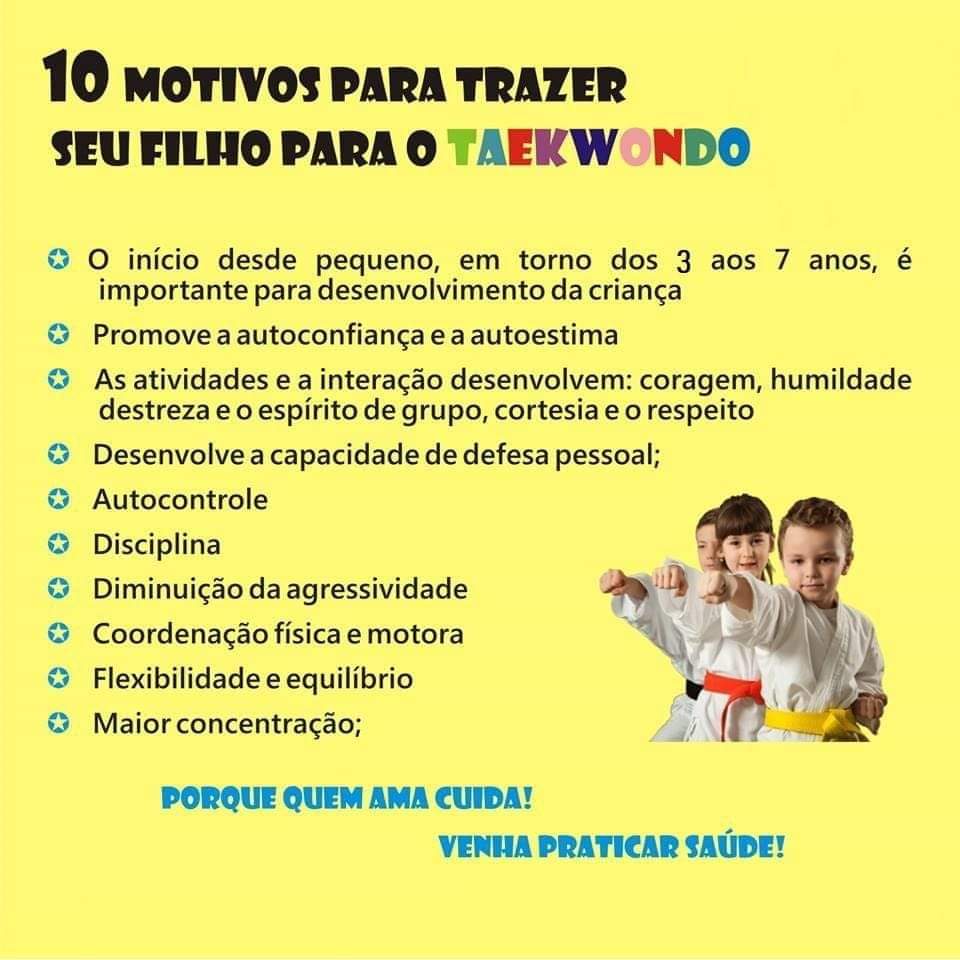 10 MOTIVOS PARA TRAZER
SEU FILHO PARA O TAEKWONDO
O início desde pequeno, em torno dos 3 aos 7 anos, é
importante para desenvolvimento da criança
Promove a autoconfiança e a autoestima
As atividades e a interação desenvolvem: coragem, humildade
destreza e o espírito de grupo, cortesia e o respeito
Desenvolve a capacidade de defesa pessoal;
Autocontrole
Disciplina
Diminuição da agressividade
Coordenação física e motora
Flexibilidade e equilíbrio
Maior concentração;
PORQUE QUEM AMA CUIDA!
VENHA PRATICAR SAÚDE!